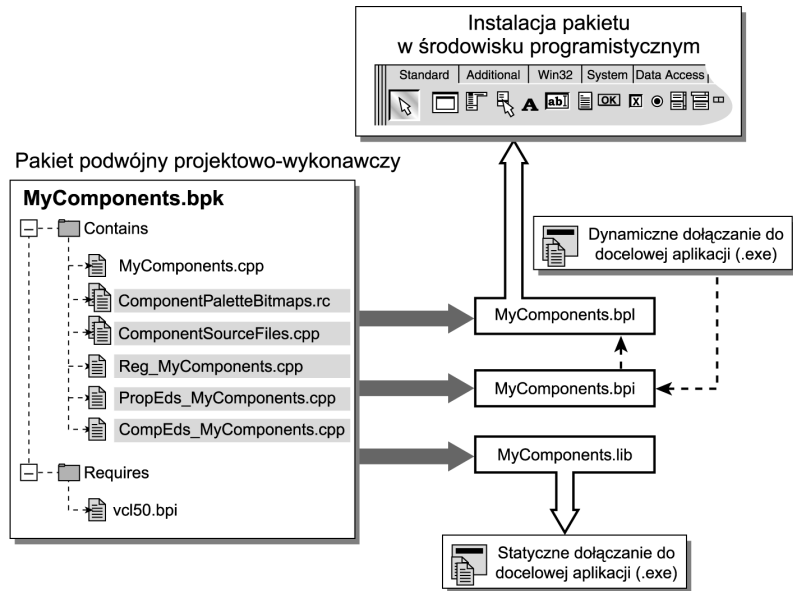 Instalacja pakietu
w środowisku programistycznym
Standard Additional Win32 System Data Access
A ab OK X
Pakiet podwójny projektowo-wykonawczy
MyComponents.bpk
Contains
MyComponents.cpp
ComponentPaletteBitmaps.rc
ComponentSourceFiles.cpp
Reg_MyComponents.cpp
PropEds_MyComponents.cpp
CompEds_MyComponents.cpp
Requires
vcl50.bpi
Dynamiczne dołączanie do
docelowej aplikacji (.exe)
MyComponents.bpl
MyComponents.bpi
MyComponents.lib
Statyczne dołączanie do
docelowej aplikacji (.exe)